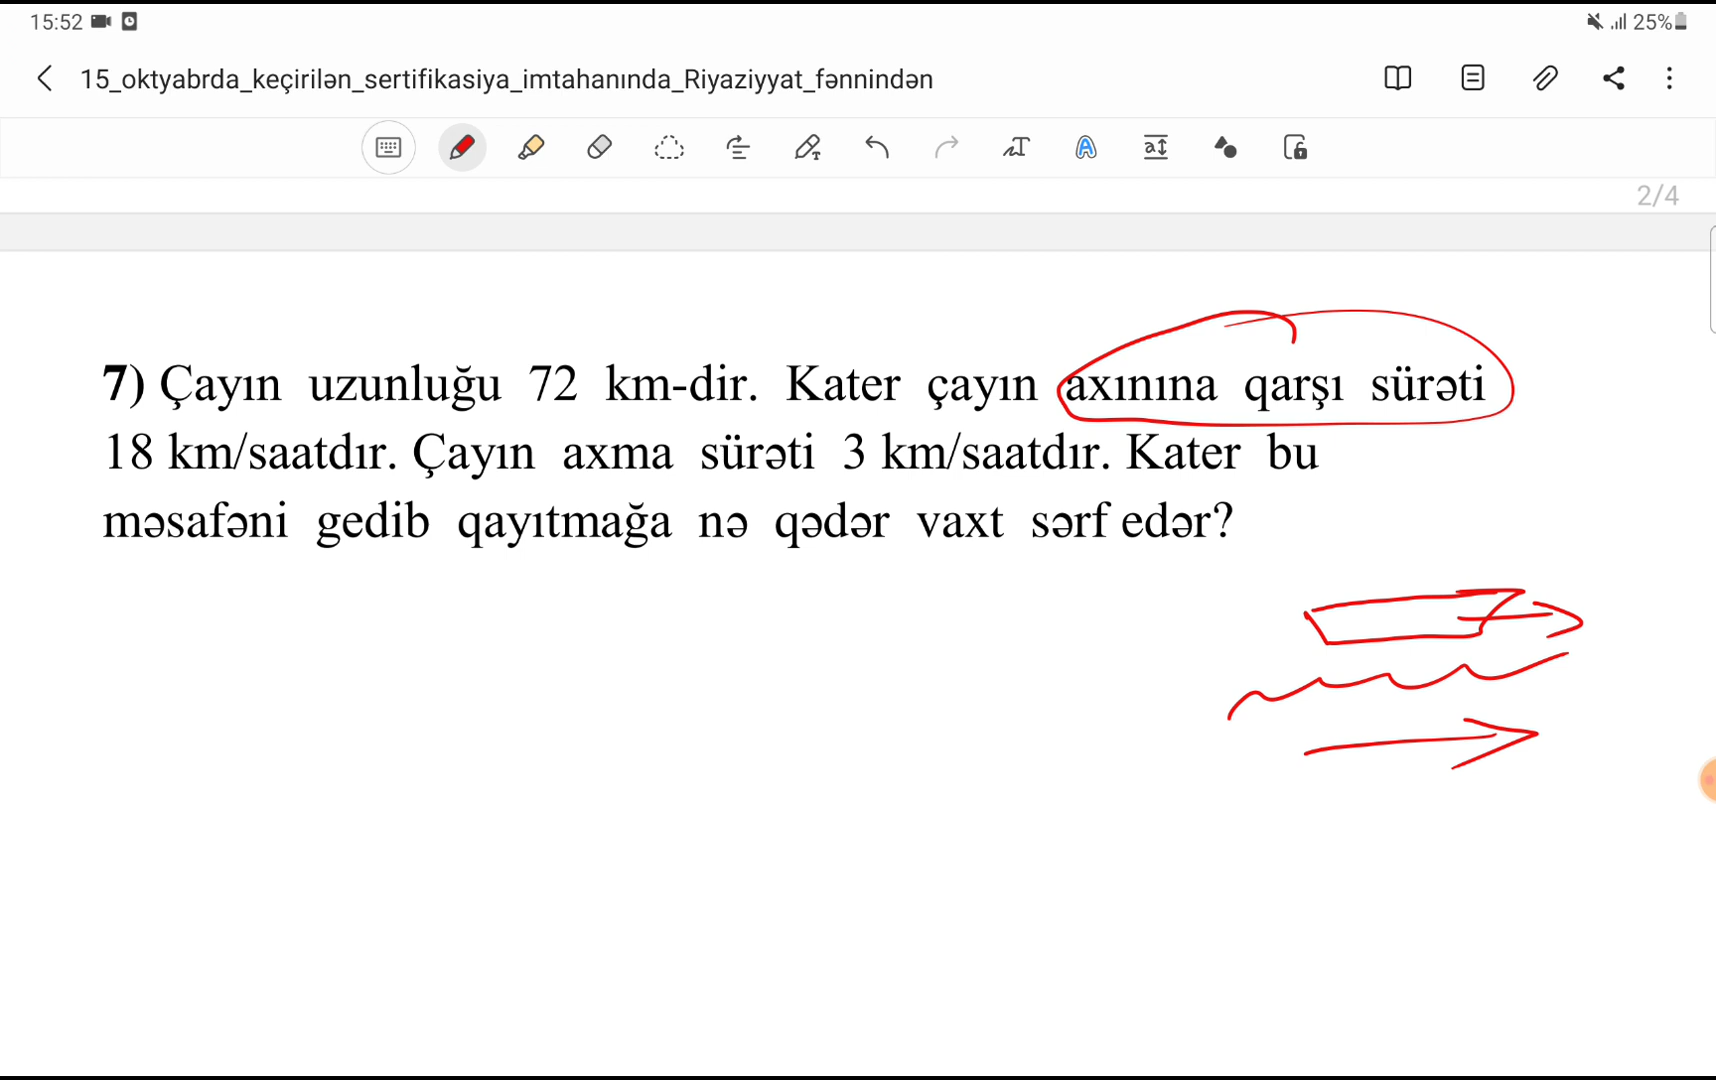 15:52
25%
15_oktyabrda_keçirilən_sertifikasiya_imtahanında_Riyaziyyat_fənnindən
2/4
7) Çayın uzunluğu 72 km-dir. Kater çayın axınına qarşı sürəti
18 km/saatdır. Çayın axma sürəti 3 km/saatdır. Kater bu
məsafəni gedib qayıtmağa nə qədər vaxt sərf edər?